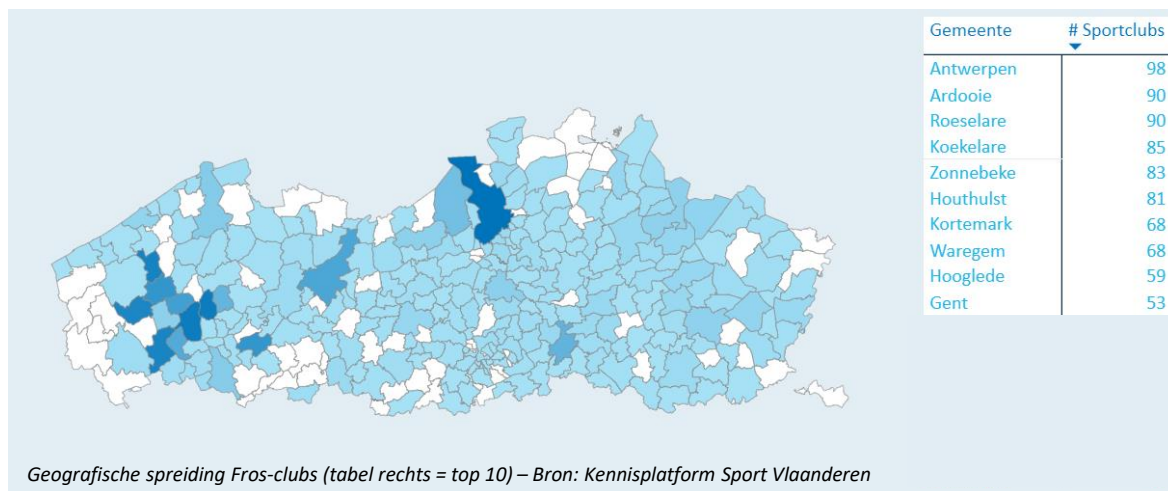 Gemeente # Sportclubs
Antwerpen 98
Ardooie 90
Roeselare 90
Koekelare 85
Zonnebeke 83
Houthulst 81
Kortemark 68
Waregem 68
Hooglede 59
Gent 53
Geografische spreiding Fros-clubs (tabel rechts = top 10) – Bron: Kennisplatform Sport Vlaanderen